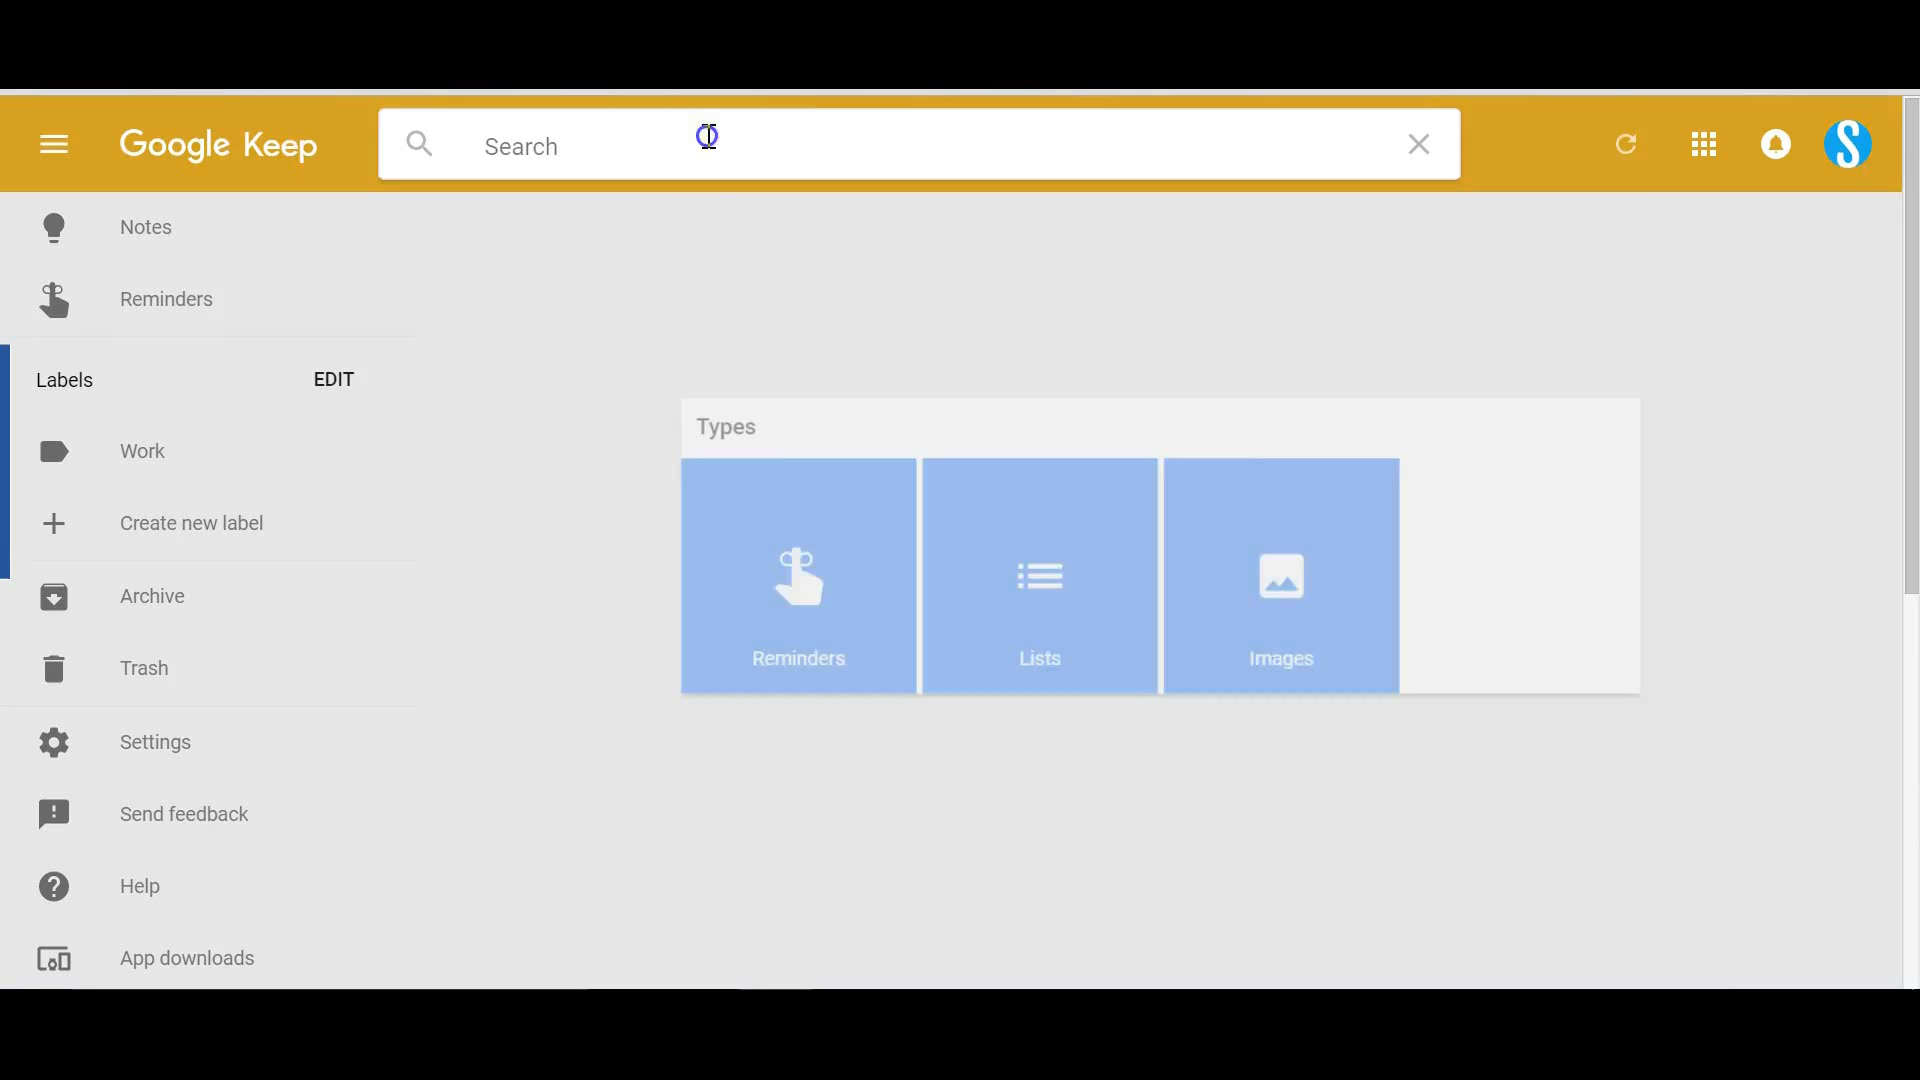 Google Keep
Search
Notes
Reminders
Labels
EDIT
Work
Create new label
Archive
Trash
Settings
Send feedback
Help
App downloads
Types
Reminders
Lists
Images